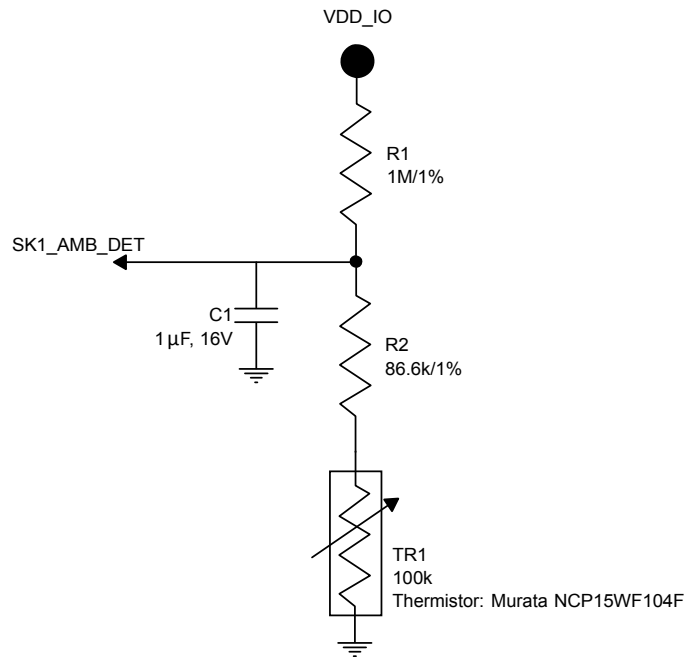 VDD_IO
R1
1M/1%
SK1_AMB_DET
C1
1µF, 16V
R2
86.6k/1%
TR1
100k
Thermistor: Murata NCP15WF104F